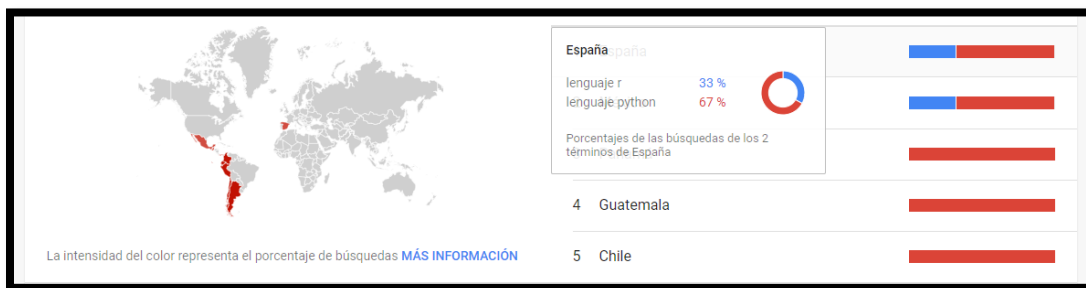 España
lenguaje r 33 %
lenguaje python 67 %
Porcentajes de las búsquedas de los 2
términos de España
4 Guatemala
5 Chile
La intensidad del color representa el porcentaje de búsquedas MÁS INFORMACIÓN